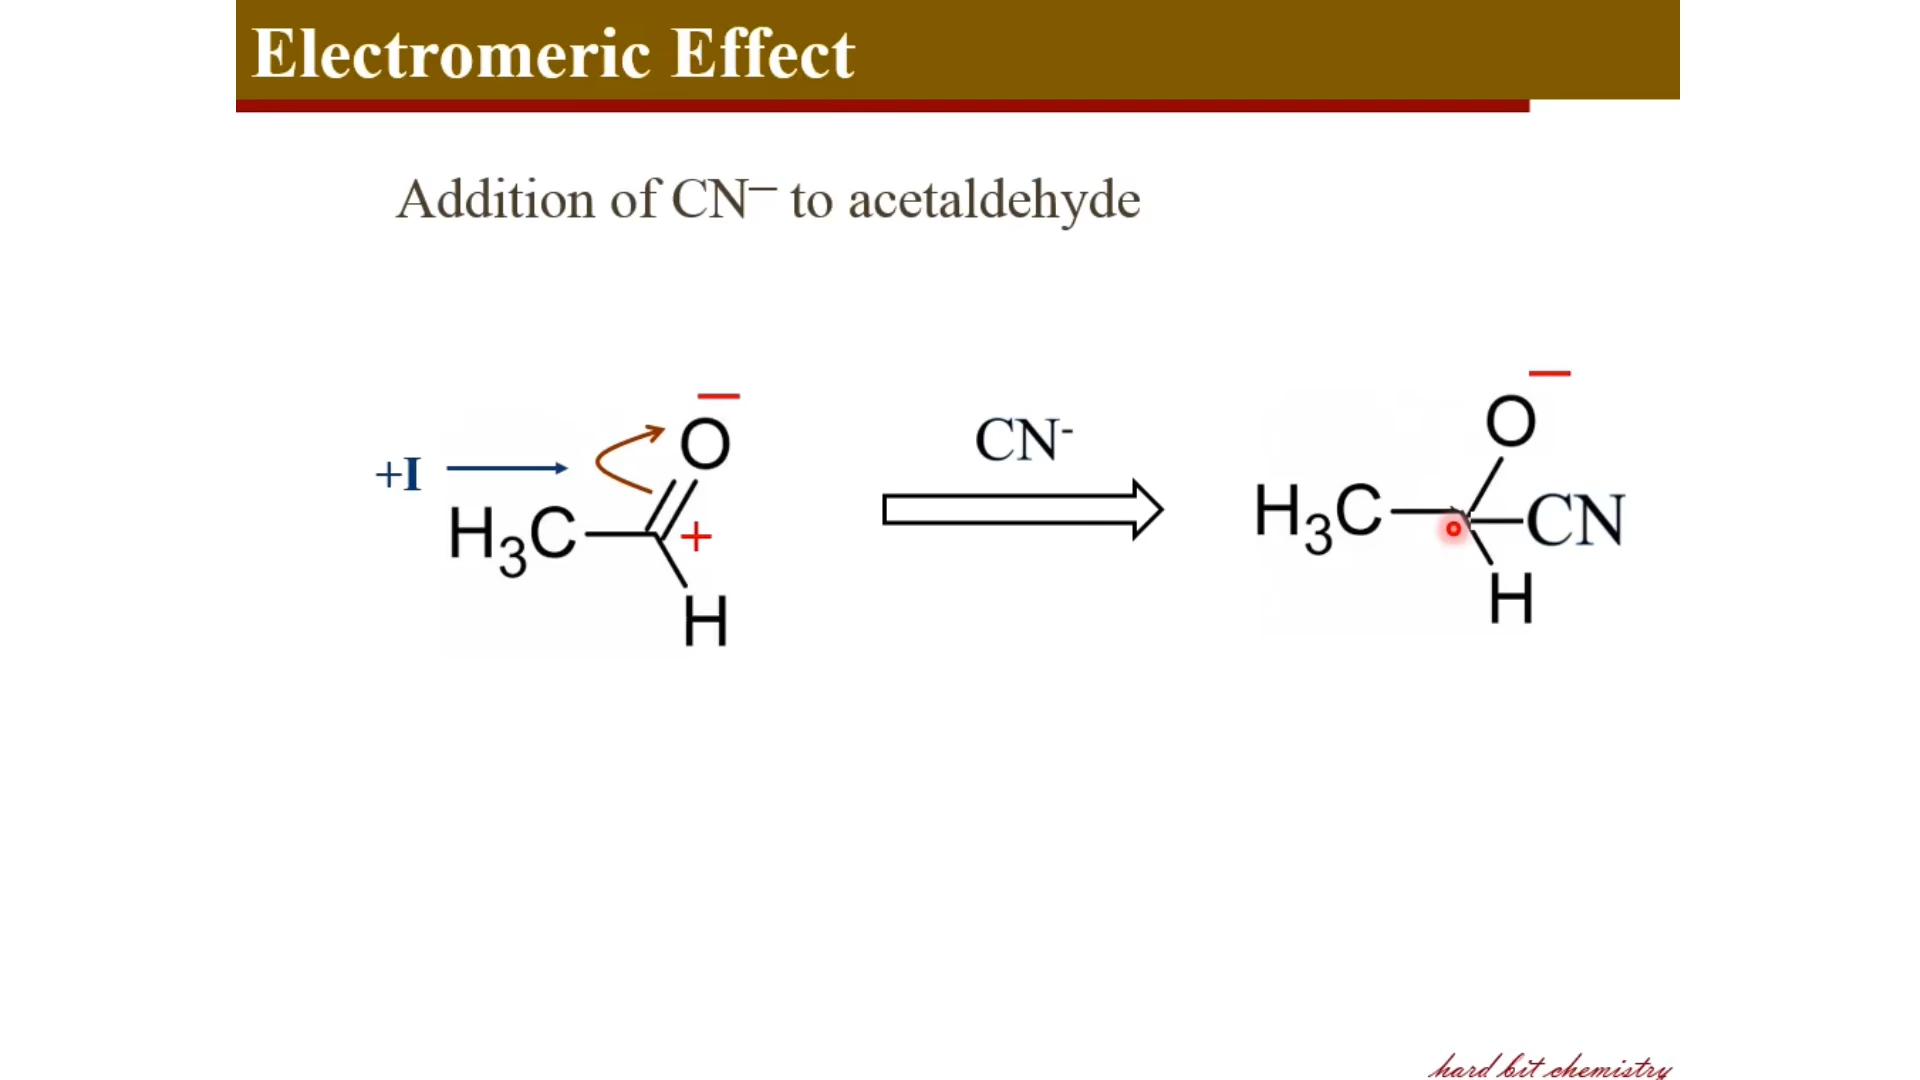 Electromeric Effect
Addition of CN– to acetaldehyde
+I
O
H3C
+
H
CN-
O
H3C
CN
H
hard bit chemistry